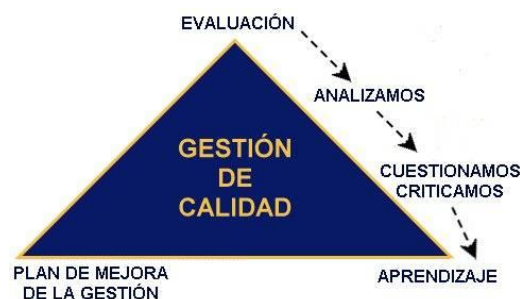 EVALUACIÓN
ANALIZAMOS
CUESTIONAMOS
CRITICAMOS
GESTIÓN
DE
CALIDAD
PLAN DE MEJORA
DE LA GESTIÓN
APRENDIZAJE